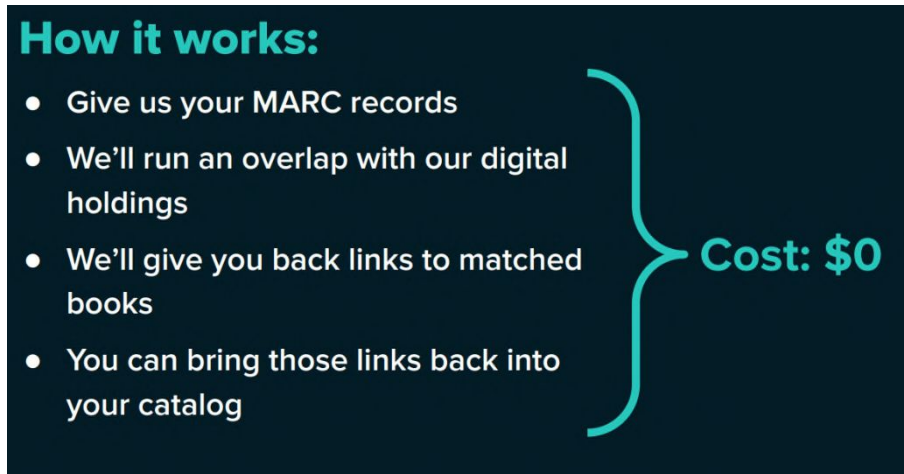 How it works:
● Give us your MARC records
● We’ll run an overlap with our digital
holdings
● We’ll give you back links to matched
books
● You can bring those links back into
your catalog
Cost: $0